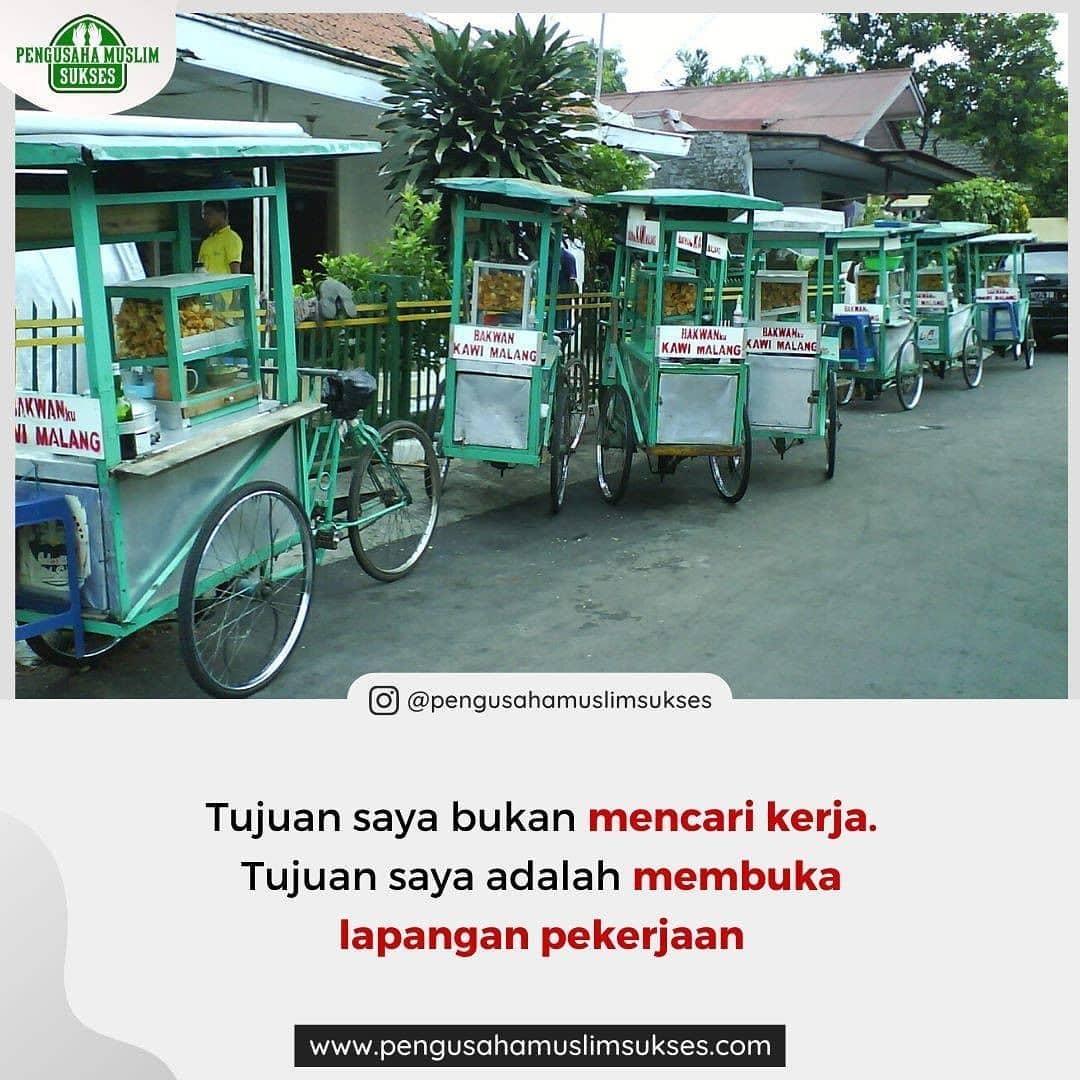 PENGUSAHA MUSLIM
SUKSES
BAKWANku
WI MALANG
BAKWAN
KAWI MALANG
BAKWANku
KAWI MALANG
BAKWANku
KAWI MALANG
@pengusahamuslimsukses
Tujuan saya bukan mencari kerja.
Tujuan saya adalah membuka
lapangan pekerjaan
www.pengusahamuslimsukses.com